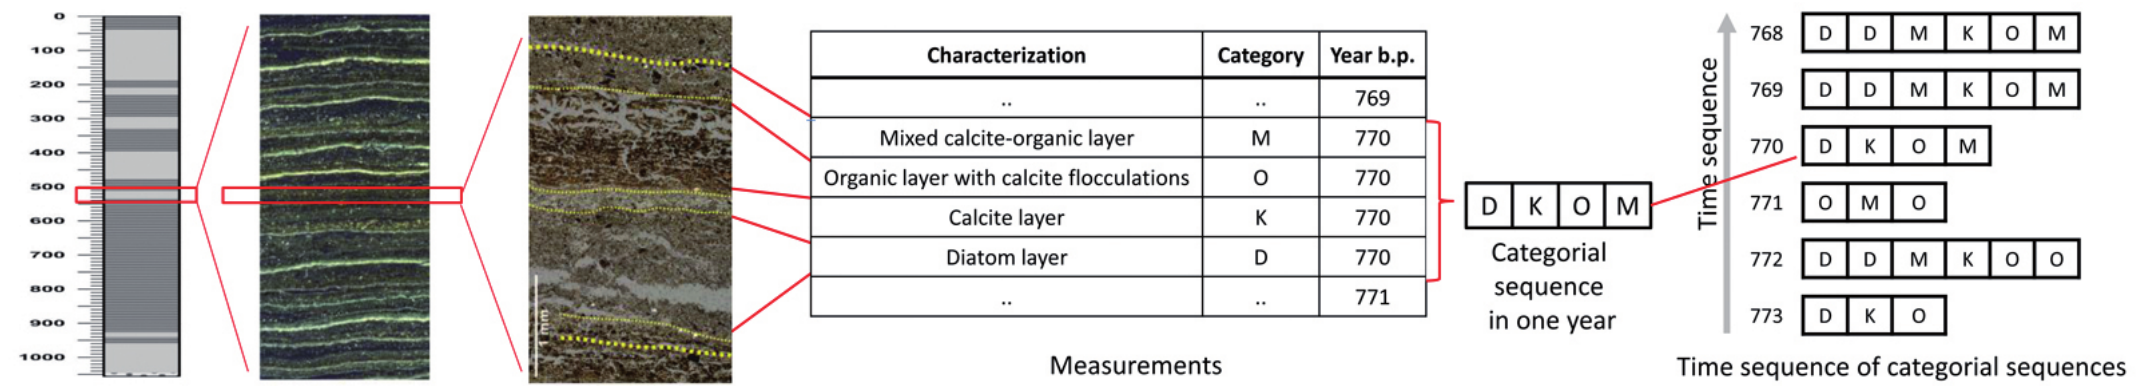 0
100
200
300
400
500
600
700
800
900
1000
1 mm
Characterization Category Year b.p.
.. .. 769
Mixed calcite-organic layer M 770
Organic layer with calcite flocculations O 770
Calcite layer K 770
Diatom layer D 770
.. .. 771
Measurements
D K O M
Categorial
sequence
in one year
Time sequence
768 D D M K O M
769 D D M K O M
770 D K O M
771 O M O
772 D D M K O O
773 D K O
Time sequence of categorial sequences